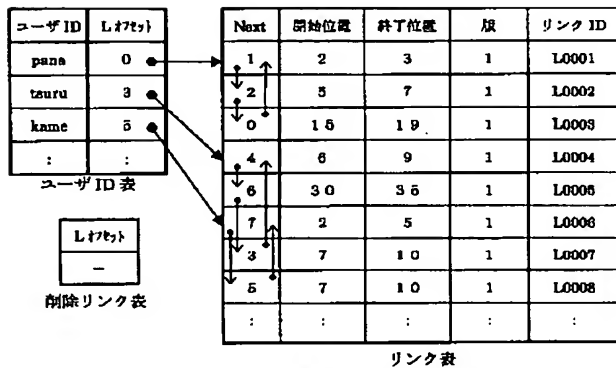 ユーザID Lオフセット
pana 0
tsuru 3
kame 5
: :
ユーザID表
Lオフセット
−
削除リンク表
Next 開始位置 終了位置 版 リンクID
1 2 3 1 L0001
2 5 7 1 L0002
0 15 19 1 L0003
4 6 9 1 L0004
6 30 35 1 L0005
7 2 5 1 L0006
3 7 10 1 L0007
5 7 10 1 L0008
: : : : :
リンク表